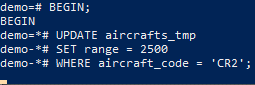 demo=# BEGIN;
BEGIN
demo=*# UPDATE aircrafts_tmp
demo-*# SET range = 2500
demo-*# WHERE aircraft_code = 'CR2';